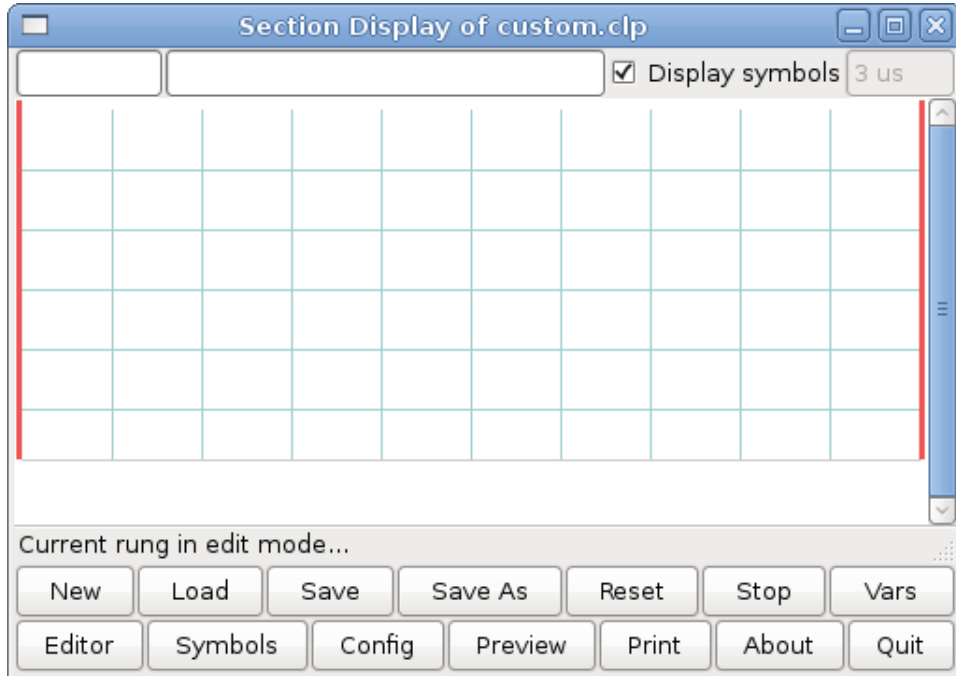 Section Display of custom.clp
Display symbols 3 us
Current rung in edit mode...
New Load Save Save As Reset Stop Vars
Editor Symbols Config Preview Print About Quit